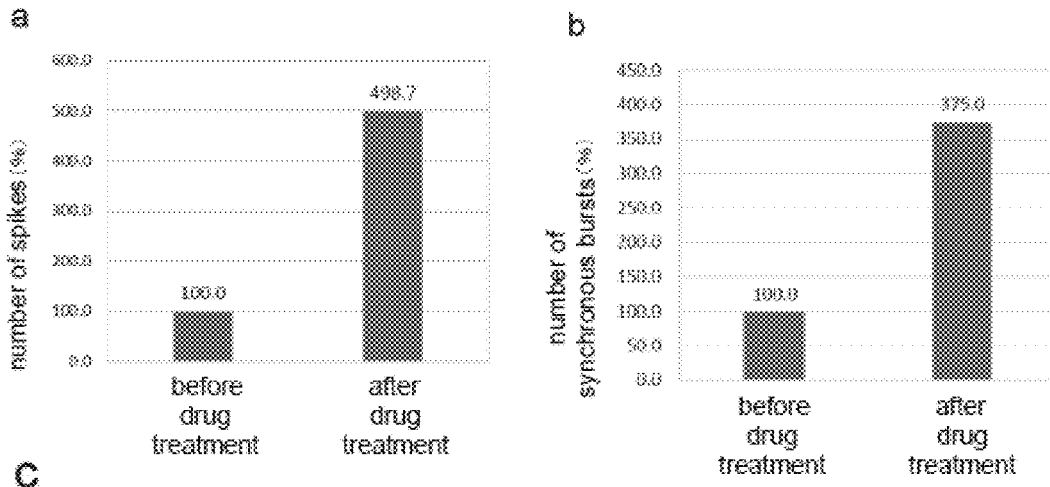 a
600.0
500.0
400.0
300.0
200.0
100.0
0.0
number of spikes (%)
100.0
498.7
before
drug
treatment
after
drug
treatment
b
450.0
400.0
350.0
300.0
250.0
200.0
150.0
100.0
50.0
0.0
number of
synchronous bursts (%)
100.0
375.0
before
drug
treatment
after
drug
treatment
C